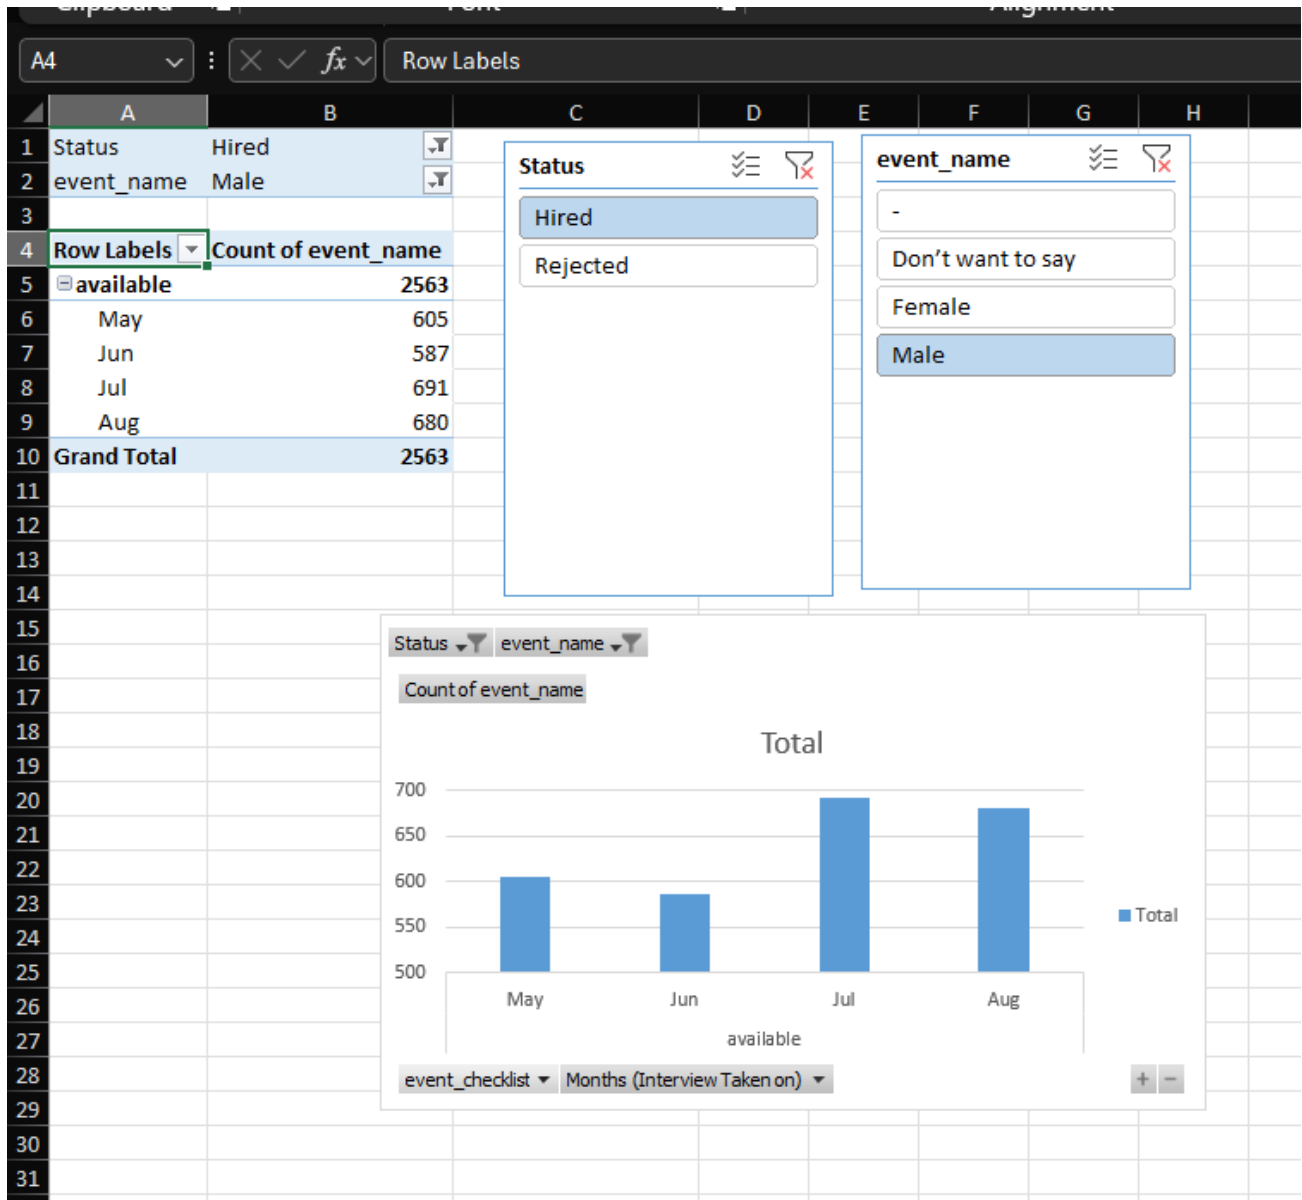 Clipboard Font Alignment
A4 fx Row Labels
A B C D E F G H
1 Status Hired
2 event_name Male
3
4 Row Labels Count of event_name
5 available 2563
6 May 605
7 Jun 587
8 Jul 691
9 Aug 680
10 Grand Total 2563
11
12
13
14
15
16
17
18
19
20
21
22
23
24
25
26
27
28
29
30
31
Status
Hired
Rejected
event_name
-
Don’t want to say
Female
Male
Status event_name
Count of event_name
Total
700
650
600
550
500
May Jun Jul Aug
available
Total
event_checklist Months (Interview Taken on) + -